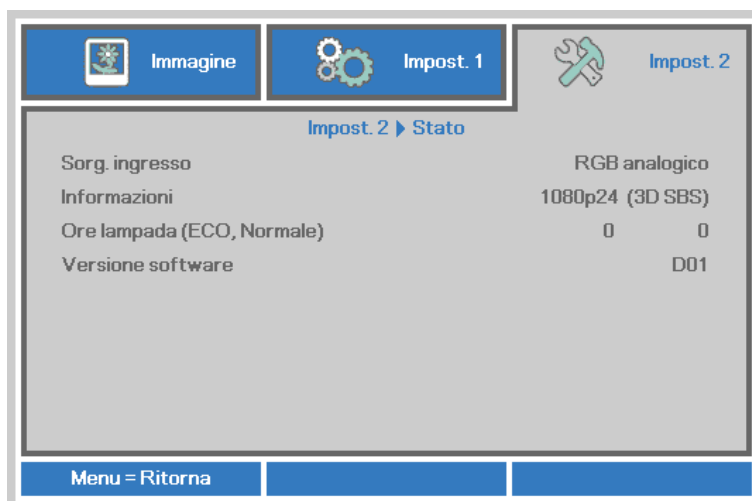 Immagine
Impost. 1
Impost. 2
Impost. 2 ▶ Stato
Sorg. ingresso RGB analogico
Informazioni 1080p24 (3D SBS)
Ore lampada (ECO, Normale) 0 0
Versione software D01
Menu = Ritorna